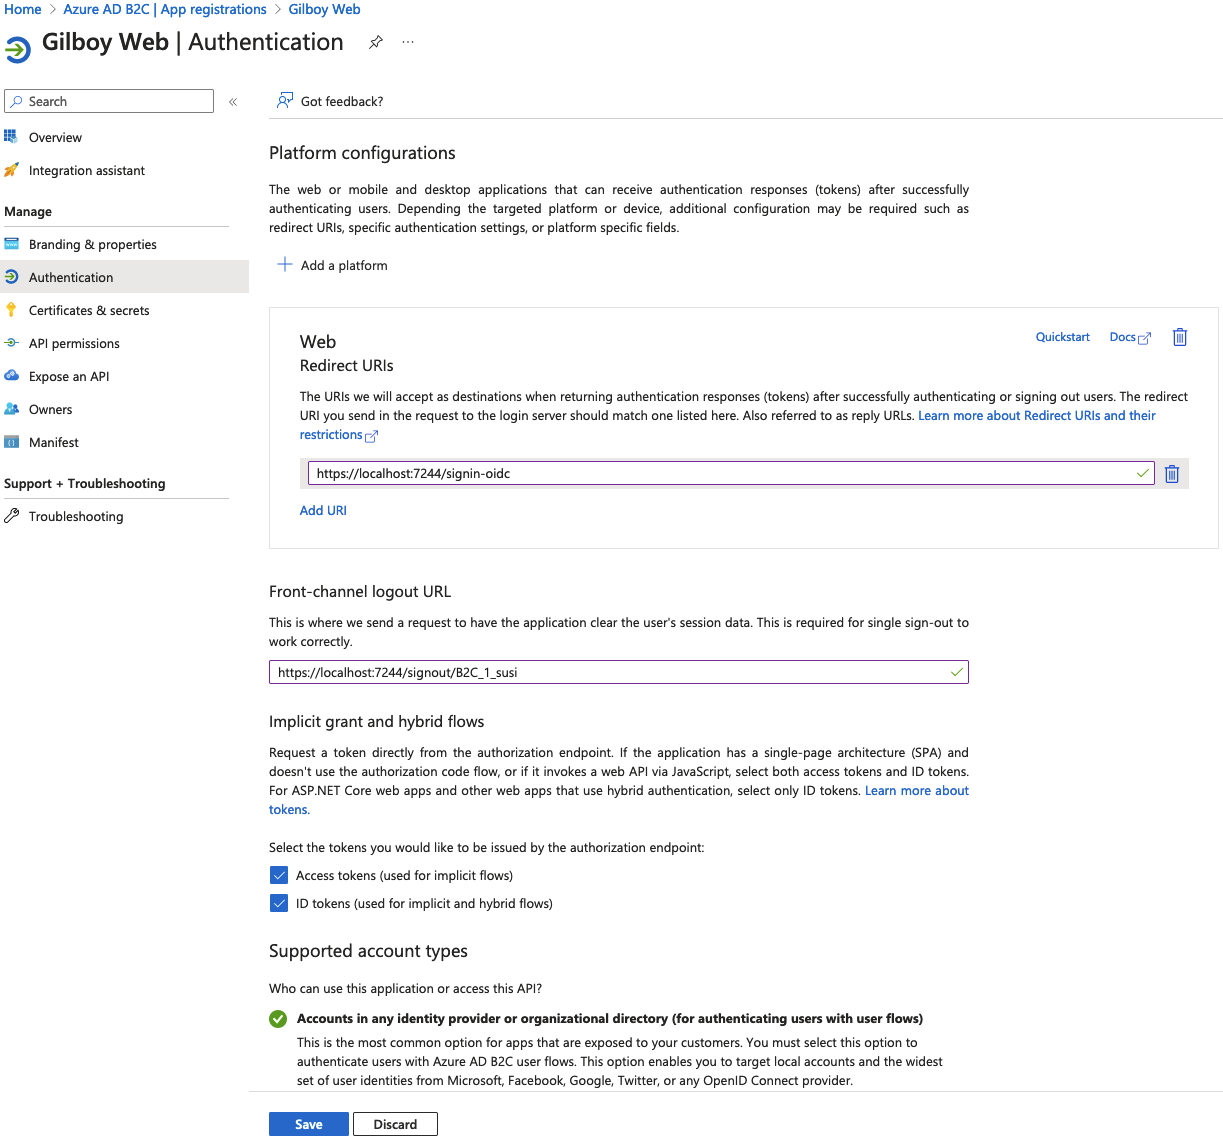 Home > Azure AD B2C | App registrations > Gilboy Web
Gilboy Web | Authentication
Search
Overview
Integration assistant
Manage
Branding & properties
Authentication
Certificates & secrets
API permissions
Expose an API
Owners
Manifest
Support + Troubleshooting
Troubleshooting
Got feedback?
Platform configurations
The web or mobile and desktop applications that can receive authentication responses (tokens) after successfully
authenticating users. Depending the targeted platform or device, additional configuration may be required such as
redirect URIs, specific authentication settings, or platform specific fields.
Add a platform
Web
Quickstart
Docs
Redirect URIs
The URIs we will accept as destinations when returning authentication responses (tokens) after successfully authenticating or signing out users. The redirect
URI you send in the request to the login server should match one listed here. Also referred to as reply URLs. Learn more about Redirect URIs and their
restrictions
https://localhost:7244/signin-oidc
Add URI
Front-channel logout URL
This is where we send a request to have the application clear the user's session data. This is required for single sign-out to
work correctly.
https://localhost:7244/signout/B2C_1_susi
Implicit grant and hybrid flows
Request a token directly from the authorization endpoint. If the application has a single-page architecture (SPA) and
doesn't use the authorization code flow, or if it invokes a web API via JavaScript, select both access tokens and ID tokens.
For ASP.NET Core web apps and other web apps that use hybrid authentication, select only ID tokens. Learn more about
tokens.
Select the tokens you would like to be issued by the authorization endpoint:
Access tokens (used for implicit flows)
ID tokens (used for implicit and hybrid flows)
Supported account types
Who can use this application or access this API?
Accounts in any identity provider or organizational directory (for authenticating users with user flows)
This is the most common option for apps that are exposed to your customers. You must select this option to
authenticate users with Azure AD B2C user flows. This option enables you to target local accounts and the widest
set of user identities from Microsoft, Facebook, Google, Twitter, or any OpenID Connect provider.
Save
Discard